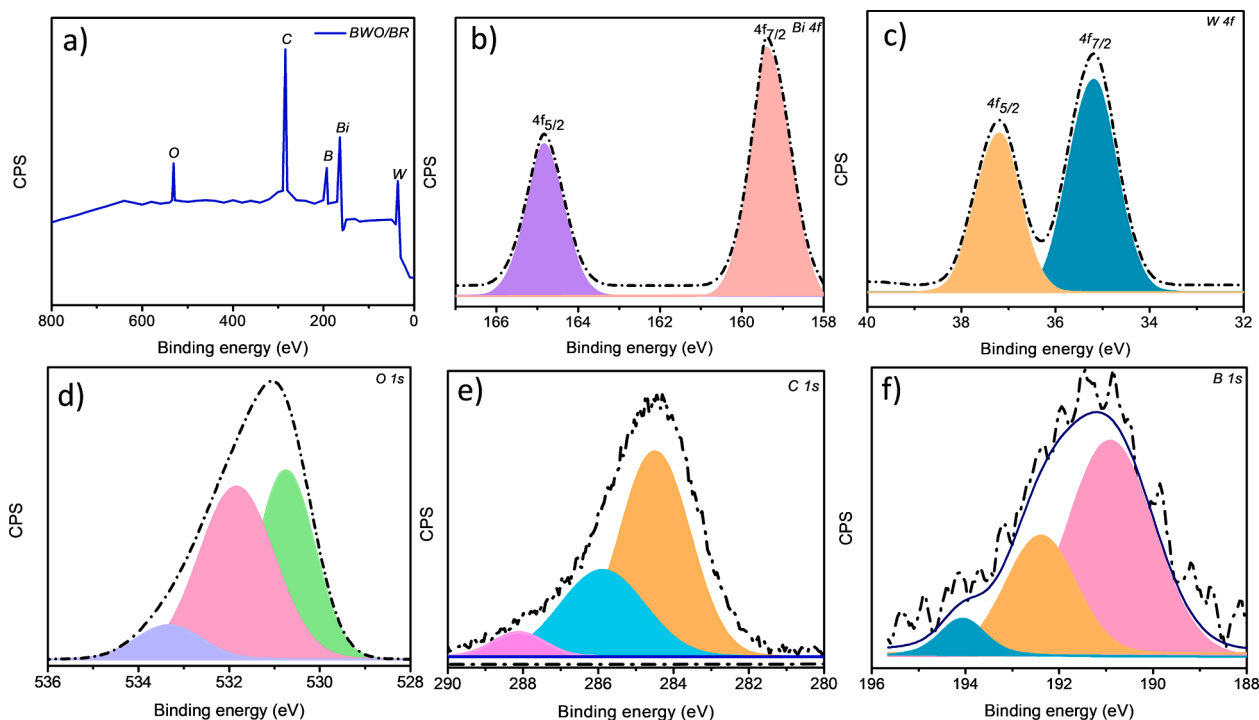 a)
BWO/BR
C
Bi
B
O
W
CPS
800 600 400 200 0
Binding energy (eV)
b)
4f7/2 Bi 4f
4f5/2
CPS
166 164 162 160 158
Binding energy (eV)
c)
W 4f
4f7/2
4f5/2
CPS
40 38 36 34 32
Binding energy (eV)
d)
O 1s
CPS
536 534 532 530 528
Binding energy (eV)
e)
C 1s
CPS
290 288 286 284 282 280
Binding energy (eV)
f)
B 1s
CPS
196 194 192 190 188
Binding energy (eV)